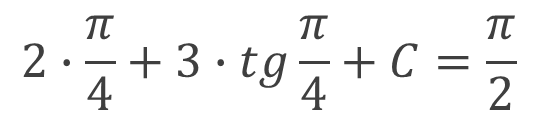 2 · π/4 + 3 · tg π/4 + C = π/2